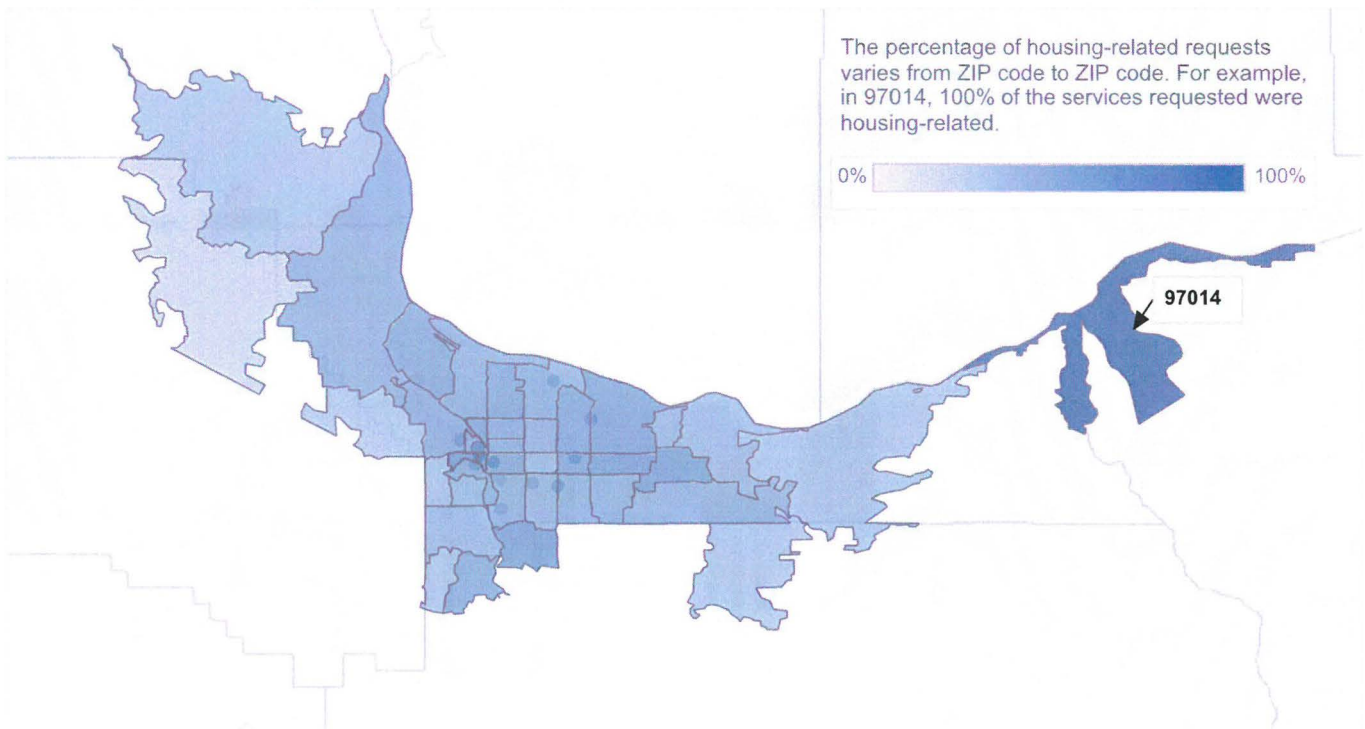 The percentage of housing-related requests
varies from ZIP code to ZIP code. For example,
in 97014, 100% of the services requested were
housing-related.
0% 100%
97014